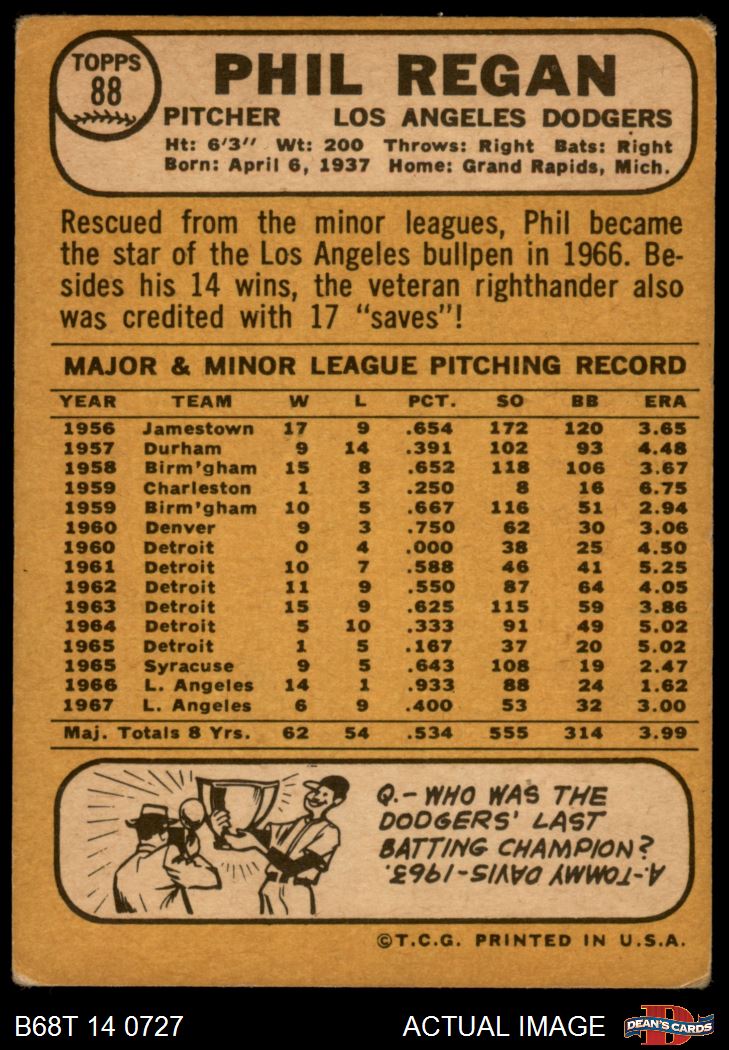 TOPPS
88
PHIL REGAN
PITCHER LOS ANGELES DODGERS
Ht: 6'3" Wt: 200 Throws: Right Bats: Right
Born: April 6, 1937 Home: Grand Rapids, Mich.
Rescued from the minor leagues, Phil became
the star of the Los Angeles bullpen in 1966. Be-
sides his 14 wins, the veteran righthander also
was credited with 17 "saves"!
MAJOR & MINOR LEAGUE PITCHING RECORD
YEAR TEAM W L PCT. SO BB ERA
1956 Jamestown 17 9 .654 172 120 3.65
1957 Durham 9 14 .391 102 93 4.48
1958 Birm'gham 15 8 .652 118 106 3.67
1959 Charleston 1 3 .250 8 16 6.75
1959 Birm'gham 10 5 .667 116 51 2.94
1960 Denver 9 3 .750 62 30 3.06
1960 Detroit 0 4 .000 38 25 4.50
1961 Detroit 10 7 .588 46 41 5.25
1962 Detroit 11 9 .550 87 64 4.05
1963 Detroit 15 9 .625 115 59 3.86
1964 Detroit 5 10 .333 91 49 5.02
1965 Detroit 1 5 .167 37 20 5.02
1965 Syracuse 9 5 .643 108 19 2.47
1966 L. Angeles 14 1 .933 88 24 1.62
1967 L. Angeles 6 9 .400 53 32 3.00
Maj. Totals 8 Yrs. 62 54 .534 555 314 3.99
Q.- WHO WAS THE
DODGERS' LAST
BATTING CHAMPION?
A-TOMMY DAVIS-1963.
©T.C.G. PRINTED IN U.S.A.
B68T 14 0727
ACTUAL IMAGE
D
DEAN'S CARDS